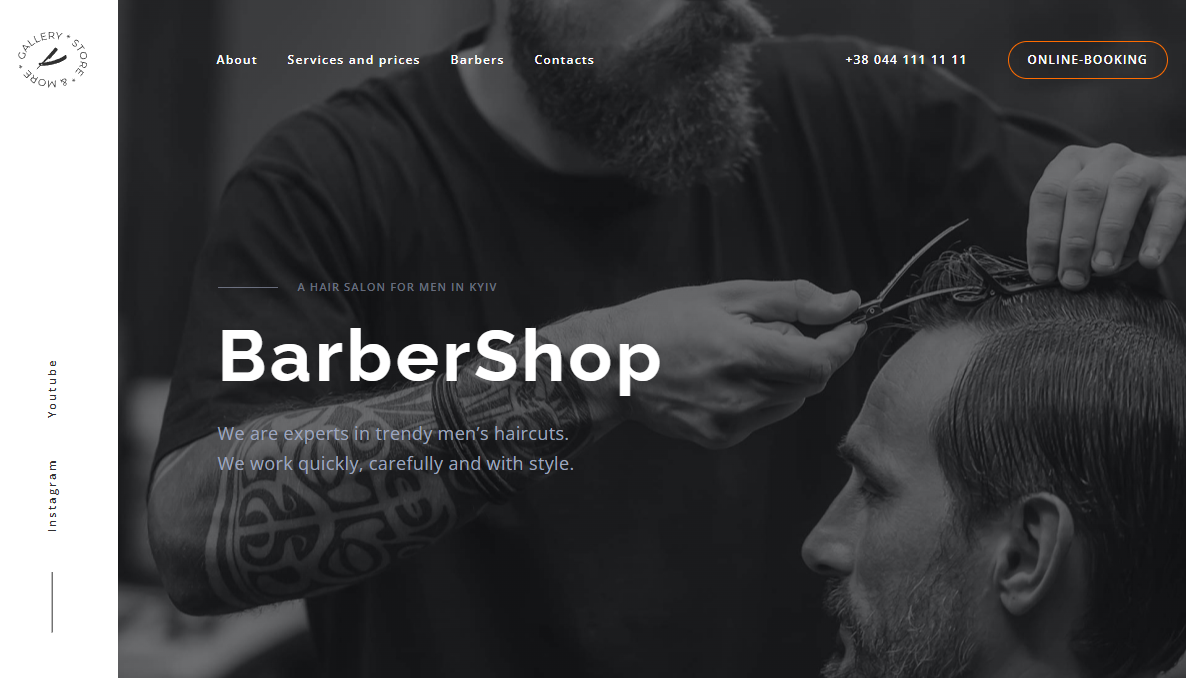 GALLERY * STORE * & MORE *
About
Services and prices
Barbers
Contacts
+38 044 111 11 11
ONLINE-BOOKING
A HAIR SALON FOR MEN IN KYIV
BarberShop
We are experts in trendy men’s haircuts.
We work quickly, carefully and with style.
Youtube
Instagram